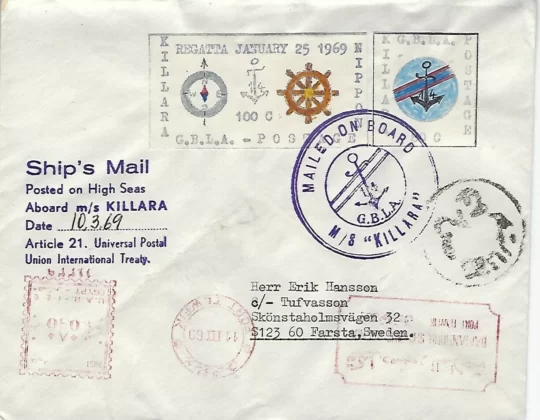 REGATTA JANUARY 25 1969
KILLARA
NIPPON
100 C
G.B.L.A. - POSTAGE
G.B.L.A.
KILLARA
POSTAGE
MAILED ON BOARD
G.B.L.A.
M/S "KILLARA"
Ship's Mail
Posted on High Seas
Aboard m/s KILLARA
Date 10.3.69
Article 21. Universal Postal
Union International Treaty.
Herr Erik Hansson
c/- Tufvasson
Skönstaholmsvägen 32
S123 60 Farsta,Sweden.